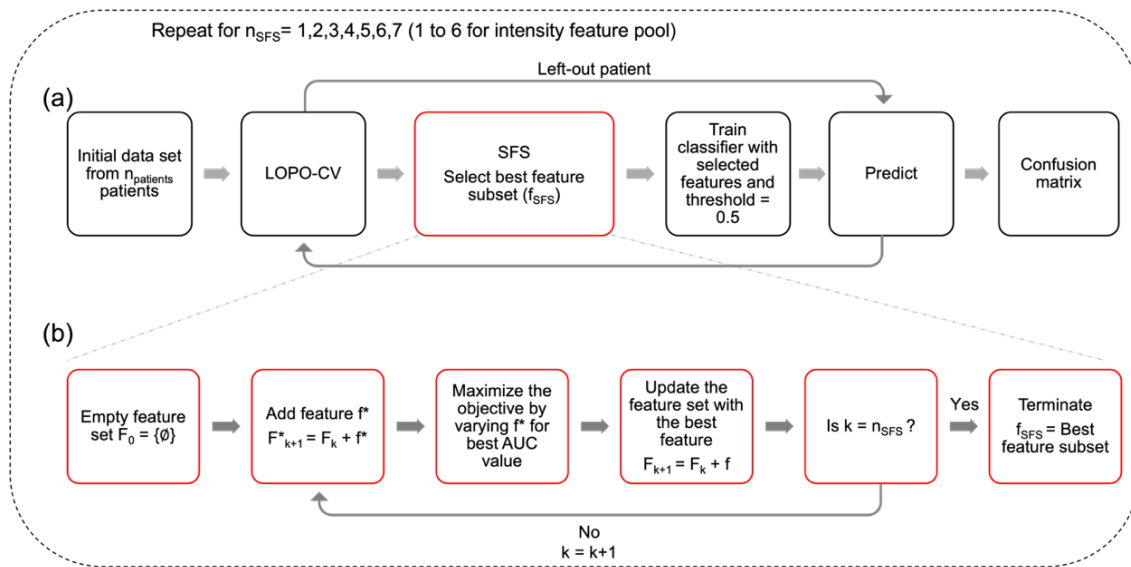 Repeat for nSFS= 1,2,3,4,5,6,7 (1 to 6 for intensity feature pool)
Left-out patient
(a)
Initial data set
from npatients
patients
LOPO-CV
SFS
Select best feature
subset (fSFS)
Train
classifier with
selected
features and
threshold =
0.5
Predict
Confusion
matrix
(b)
Empty feature
set F0 = {∅}
Add feature f*
F*k+1 = Fk + f*
Maximize the
objective by
varying f* for
best AUC
value
Update the
feature set with
the best
feature
Fk+1 = Fk + f
Is k = nSFS ?
Yes
Terminate
fSFS = Best
feature subset
No
k = k+1